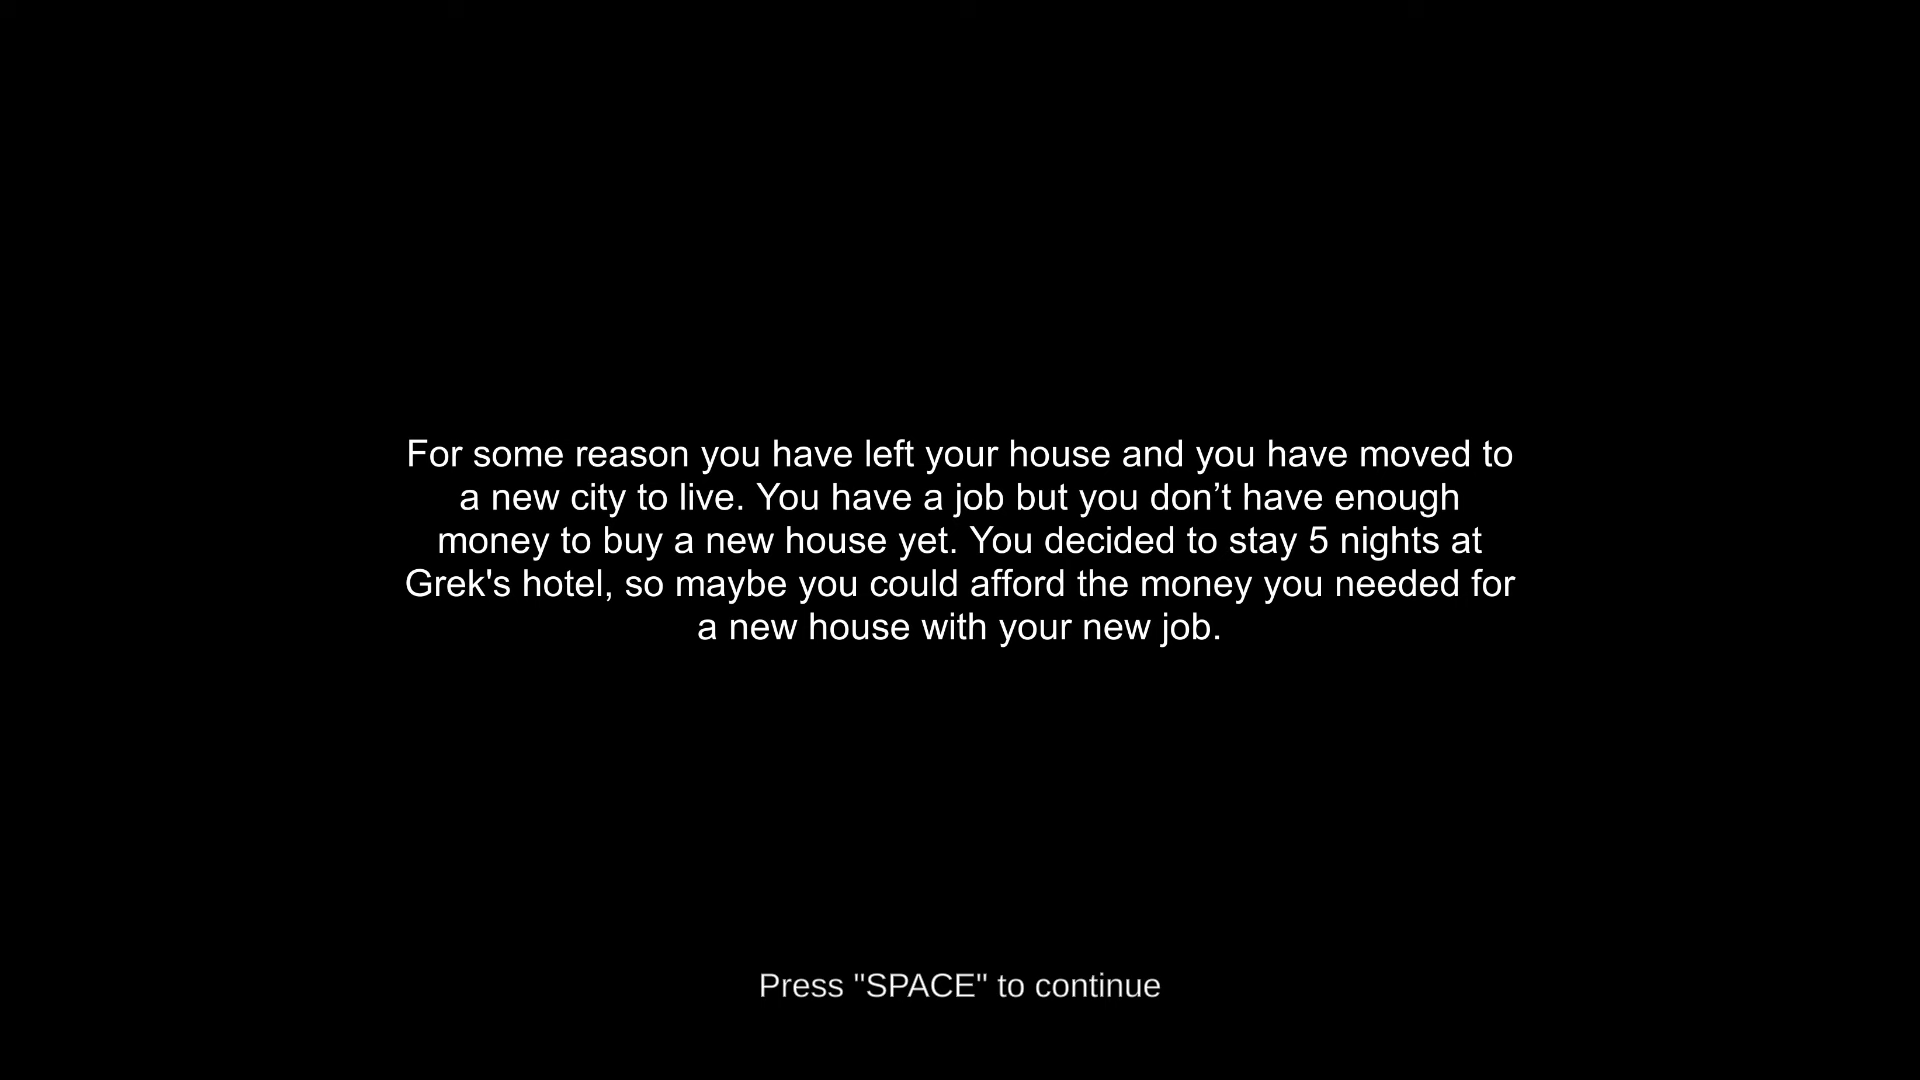 For some reason you have left your house and you have moved to
a new city to live. You have a job but you don’t have enough
money to buy a new house yet. You decided to stay 5 nights at
Grek's hotel, so maybe you could afford the money you needed for
a new house with your new job.
Press "SPACE" to continue